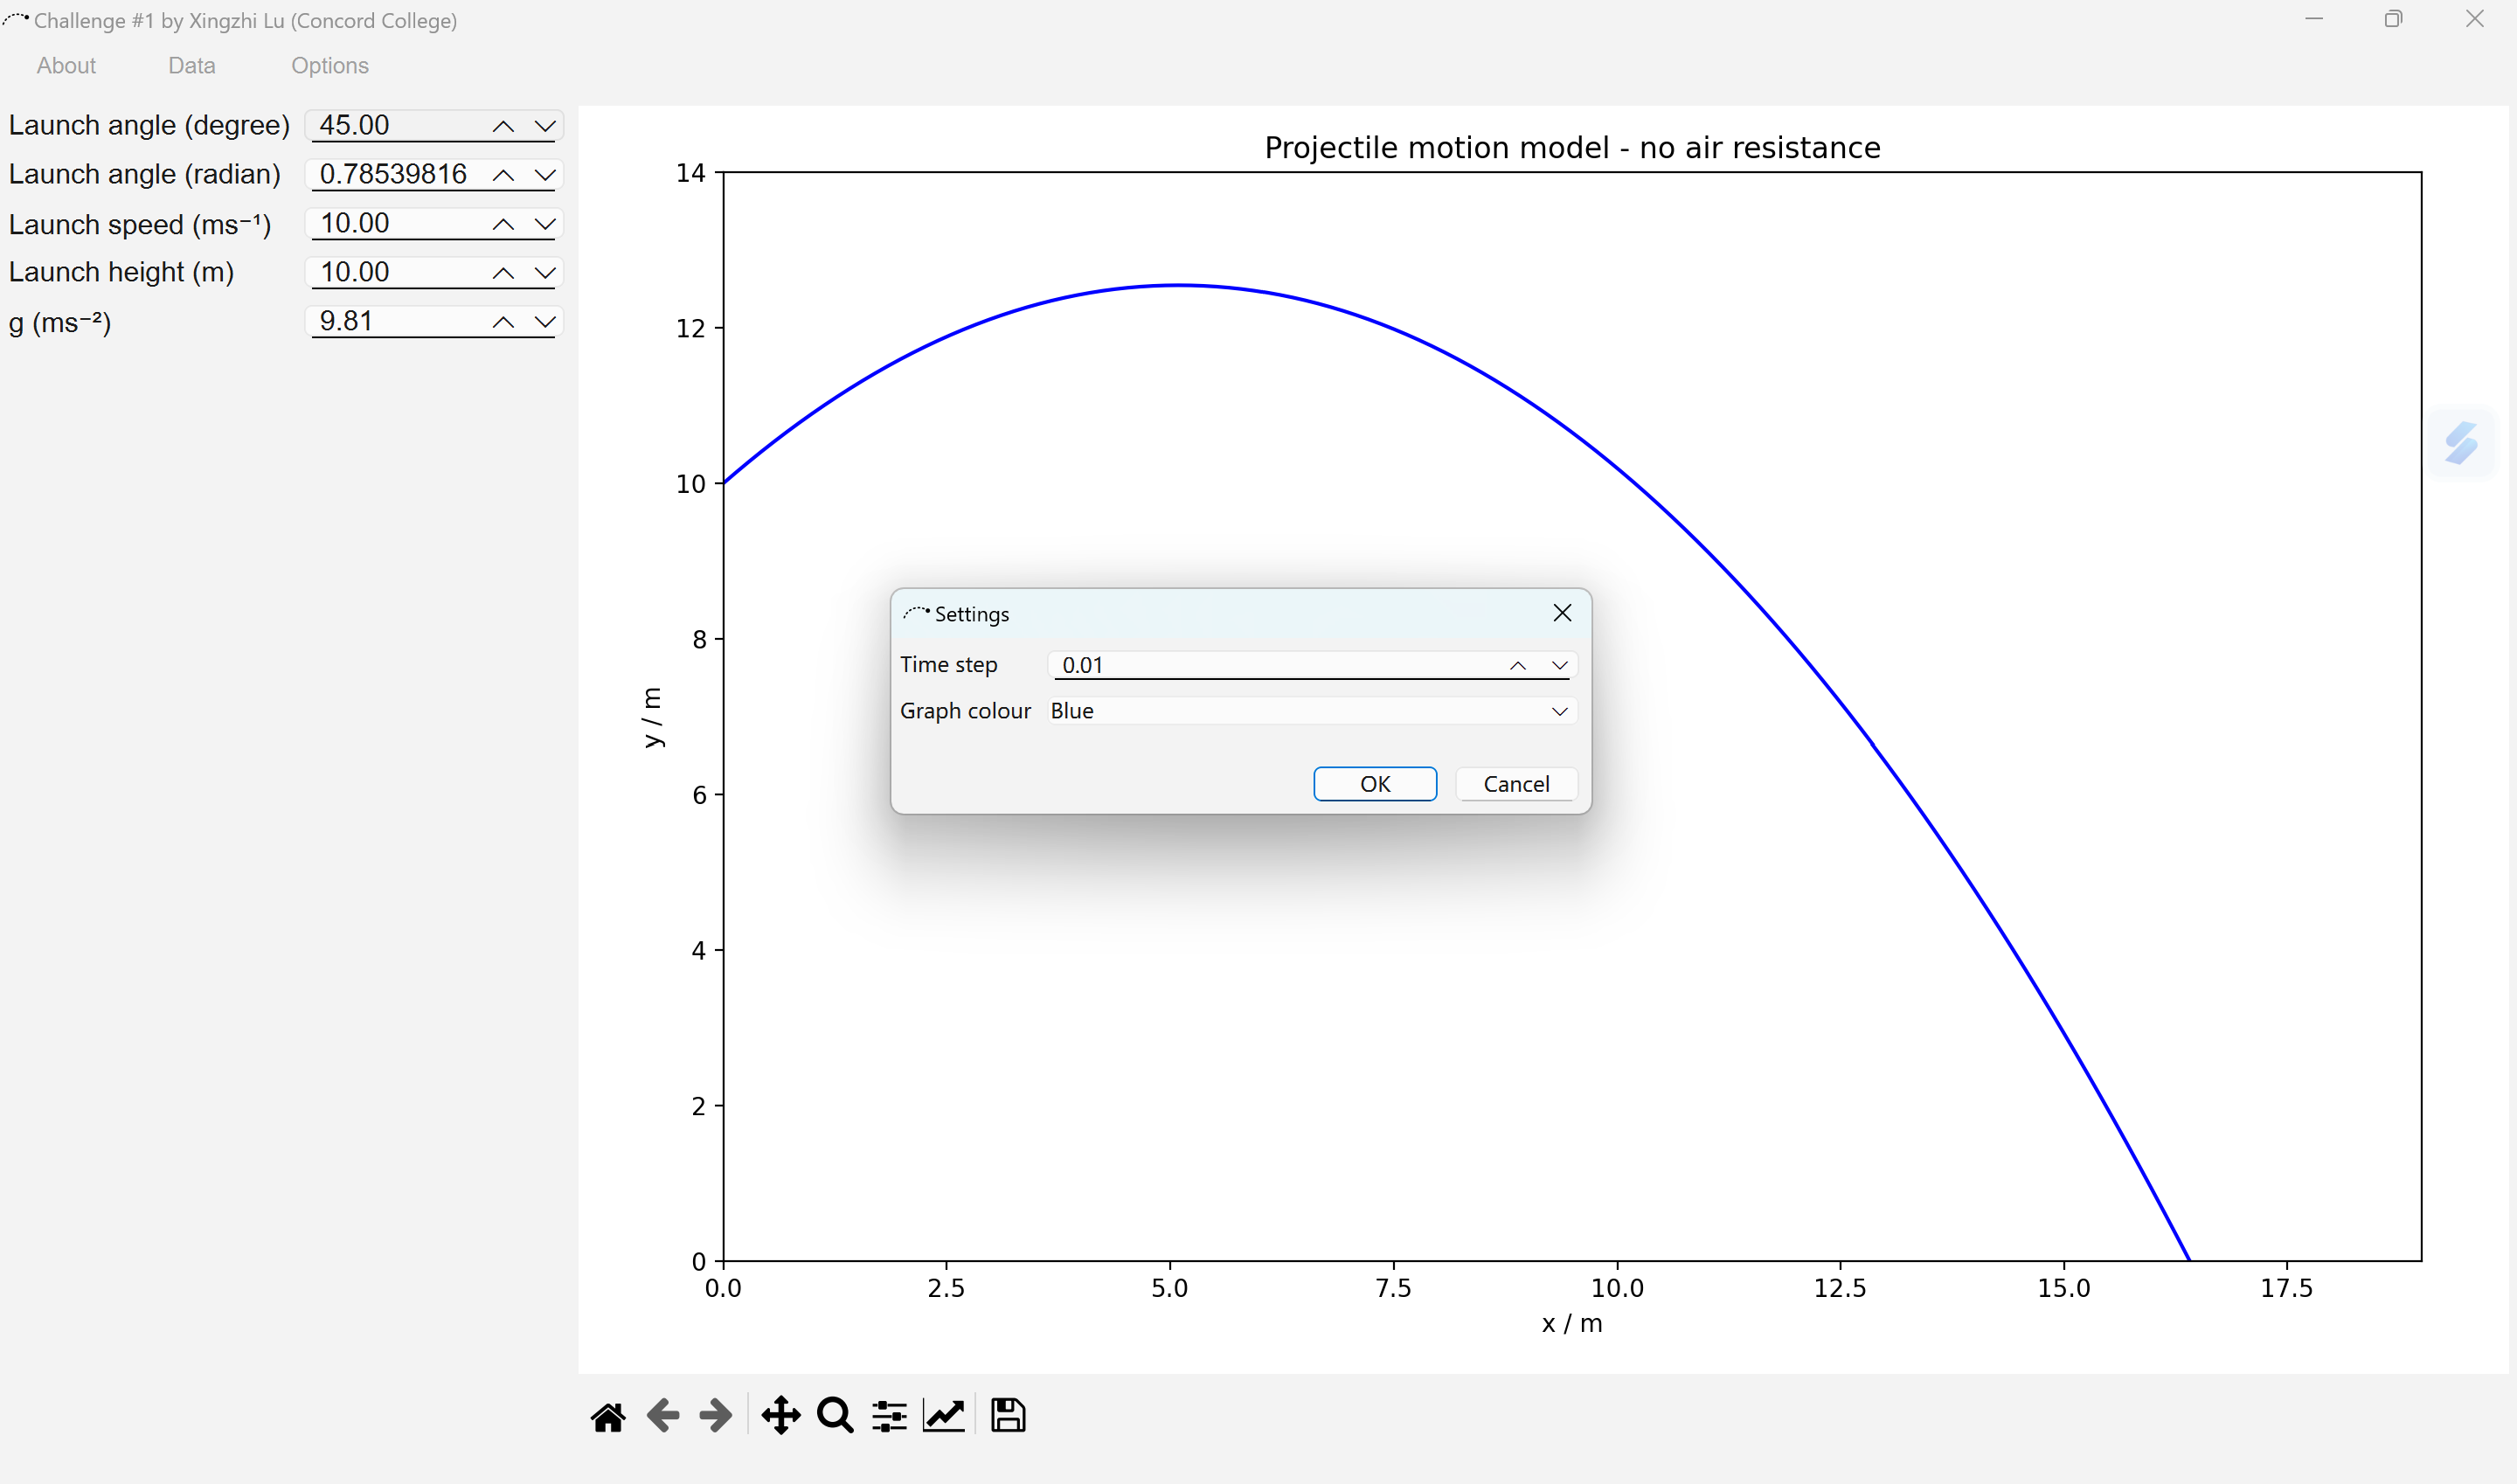 Challenge #1 by Xingzhi Lu (Concord College)
About Data Options
Launch angle (degree) 45.00
Launch angle (radian) 0.78539816
Launch speed (ms⁻¹) 10.00
Launch height (m) 10.00
g (ms⁻²) 9.81
Projectile motion model - no air resistance
14
12
10
8
6
4
2
0
y / m
Settings
Time step 0.01
Graph colour Blue
OK Cancel
0.0 2.5 5.0 7.5 10.0 12.5 15.0 17.5
x / m